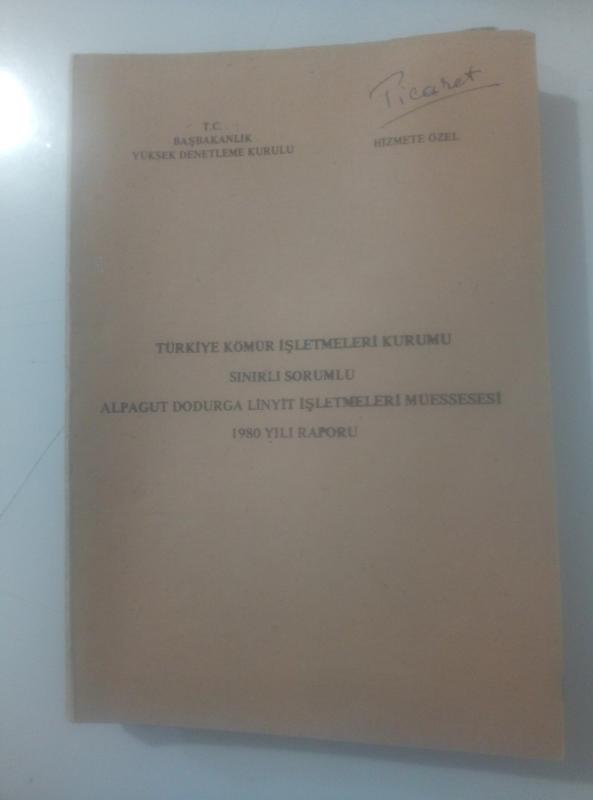 Ticaret
T.C.
BAŞBAKANLIK
YÜKSEK DENETLEME KURULU
HİZMETE ÖZEL
TÜRKİYE KÖMÜR İŞLETMELERİ KURUMU
SINIRLI SORUMLU
ALPAGUT DODURGA LİNYİT İŞLETMELERİ MÜESSESESİ
1980 YILI RAPORU